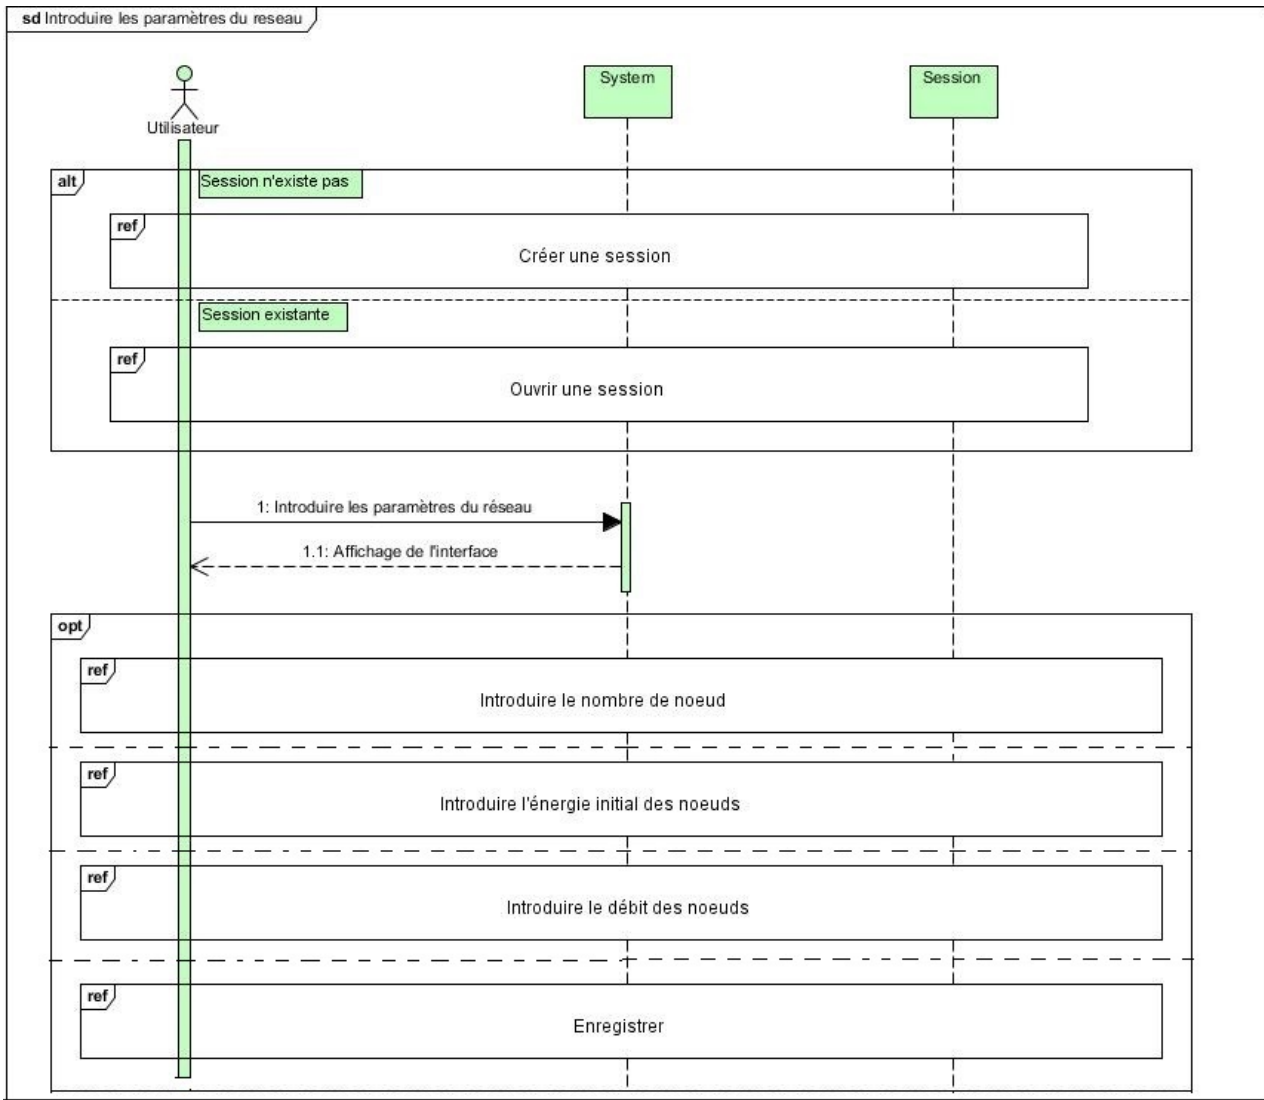 sd Introduire les paramètres du reseau
Utilisateur
System
Session
alt
Session n'existe pas
ref
Créer une session
Session existante
ref
Ouvrir une session
1: Introduire les paramètres du réseau
1.1: Affichage de l'interface
opt
ref
Introduire le nombre de noeud
ref
Introduire l'énergie initial des noeuds
ref
Introduire le débit des noeuds
ref
Enregistrer